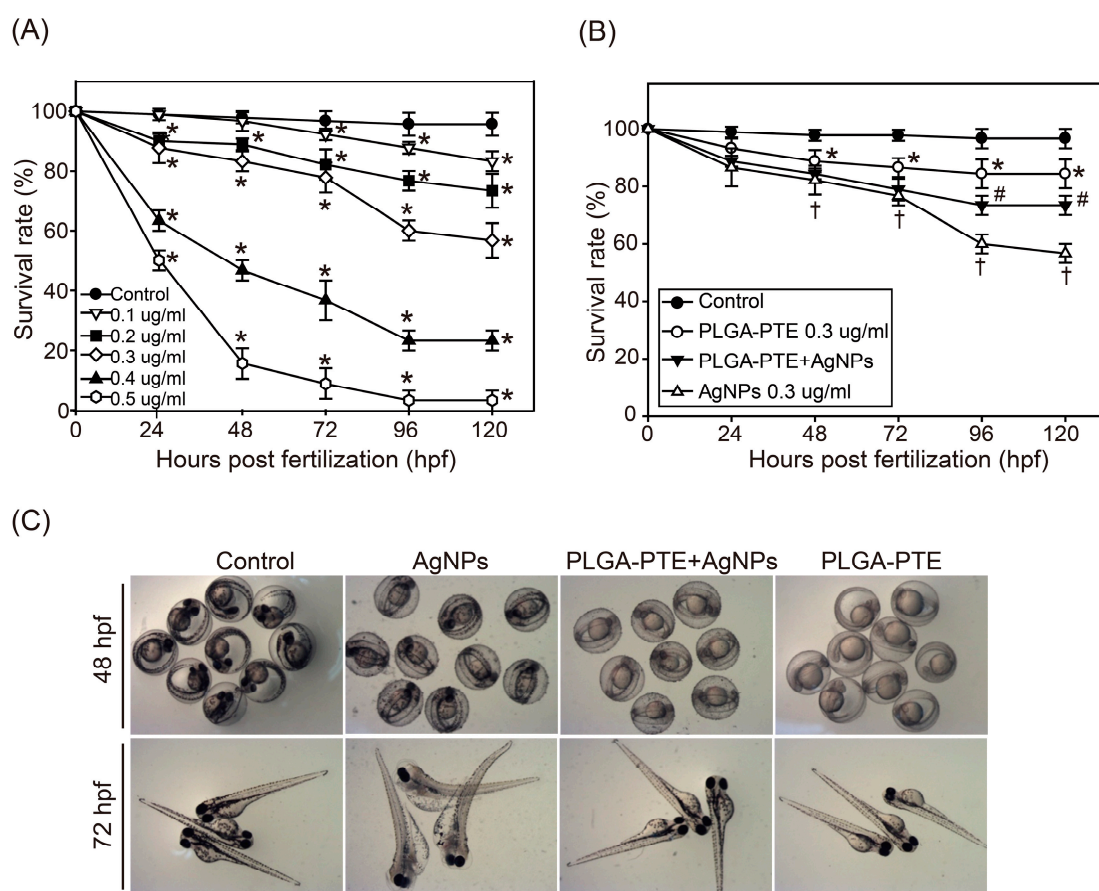 (A)
Survival rate (%)
100
80
60
40
20
0
* * * * *
* * * * *
* * * * *
* * * * *
* * * * *
Control
0.1 ug/ml
0.2 ug/ml
0.3 ug/ml
0.4 ug/ml
0.5 ug/ml
0 24 48 72 96 120
Hours post fertilization (hpf)
(B)
Survival rate (%)
100
80
60
40
20
0
* * * *
# #
† † † †
Control
PLGA-PTE 0.3 ug/ml
PLGA-PTE+AgNPs
AgNPs 0.3 ug/ml
0 24 48 72 96 120
Hours post fertilization (hpf)
(C)
Control AgNPs PLGA-PTE+AgNPs PLGA-PTE
48 hpf
72 hpf